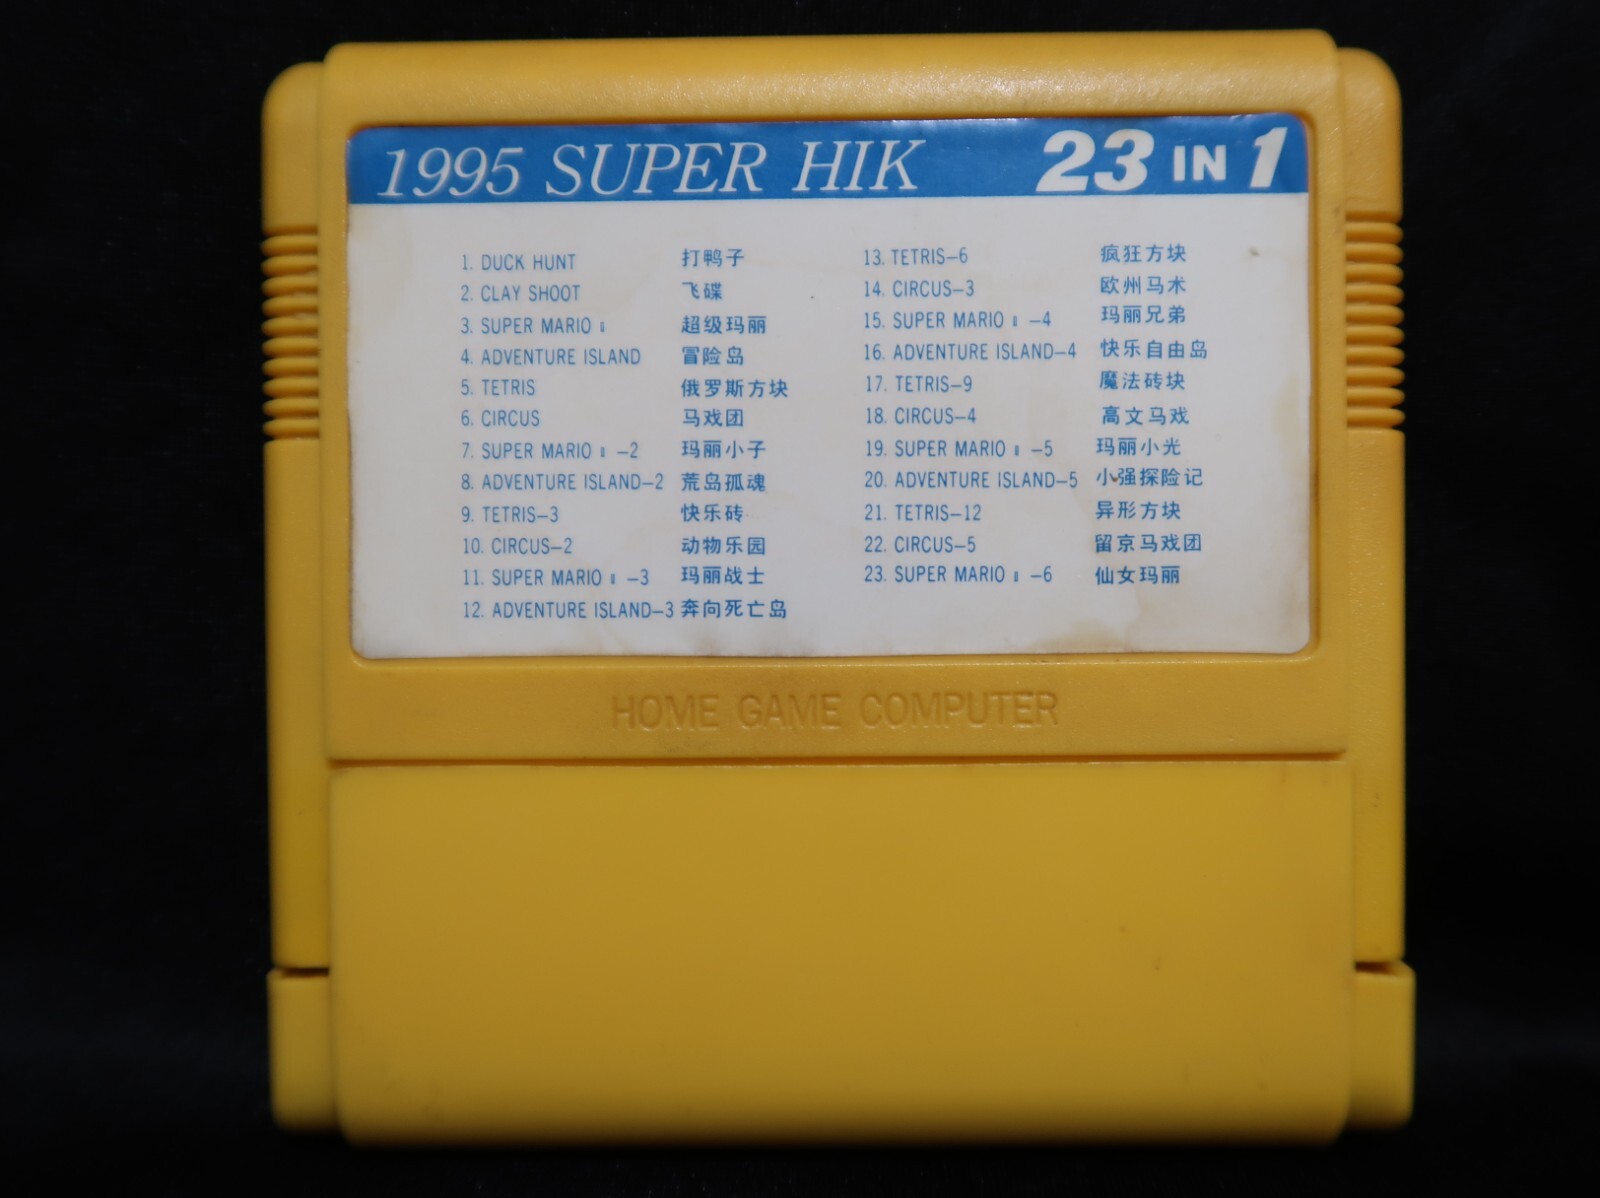 1995 SUPER HIK 23 IN 1
1. DUCK HUNT 打鸭子
2. CLAY SHOOT 飞碟
3. SUPER MARIO II 超级玛丽
4. ADVENTURE ISLAND 冒险岛
5. TETRIS 俄罗斯方块
6. CIRCUS 马戏团
7. SUPER MARIO II -2 玛丽小子
8. ADVENTURE ISLAND-2 荒岛孤魂
9. TETRIS-3 快乐砖
10. CIRCUS-2 动物乐园
11. SUPER MARIO II -3 玛丽战士
12. ADVENTURE ISLAND-3 奔向死亡岛
13. TETRIS-6 疯狂方块
14. CIRCUS-3 欧州马术
15. SUPER MARIO II -4 玛丽兄弟
16. ADVENTURE ISLAND-4 快乐自由岛
17. TETRIS-9 魔法砖块
18. CIRCUS-4 高文马戏
19. SUPER MARIO II -5 玛丽小光
20. ADVENTURE ISLAND-5 小强探险记
21. TETRIS-12 异形方块
22. CIRCUS-5 留京马戏团
23. SUPER MARIO II -6 仙女玛丽
HOME GAME COMPUTER